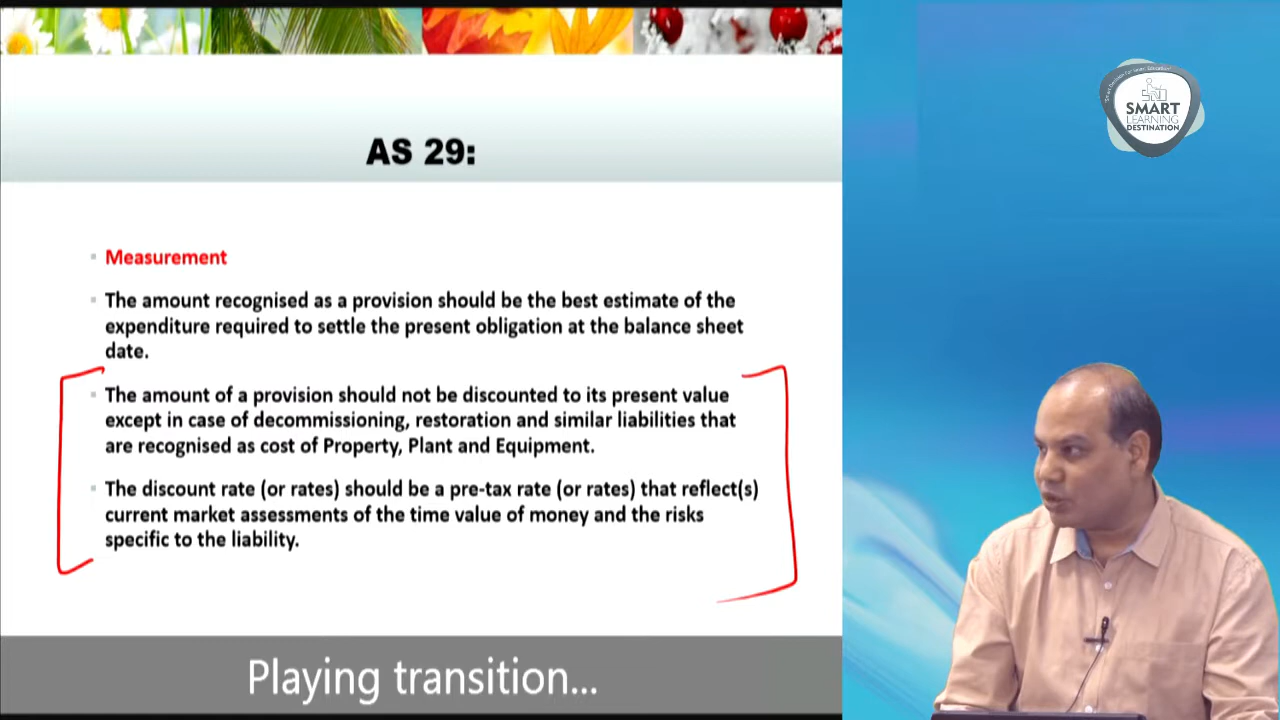 AS 29:
Measurement
The amount recognised as a provision should be the best estimate of the
expenditure required to settle the present obligation at the balance sheet
date.
The amount of a provision should not be discounted to its present value
except in case of decommissioning, restoration and similar liabilities that
are recognised as cost of Property, Plant and Equipment.
The discount rate (or rates) should be a pre-tax rate (or rates) that reflect(s)
current market assessments of the time value of money and the risks
specific to the liability.
Playing transition...
SMART
LEARNING
DESTINATION